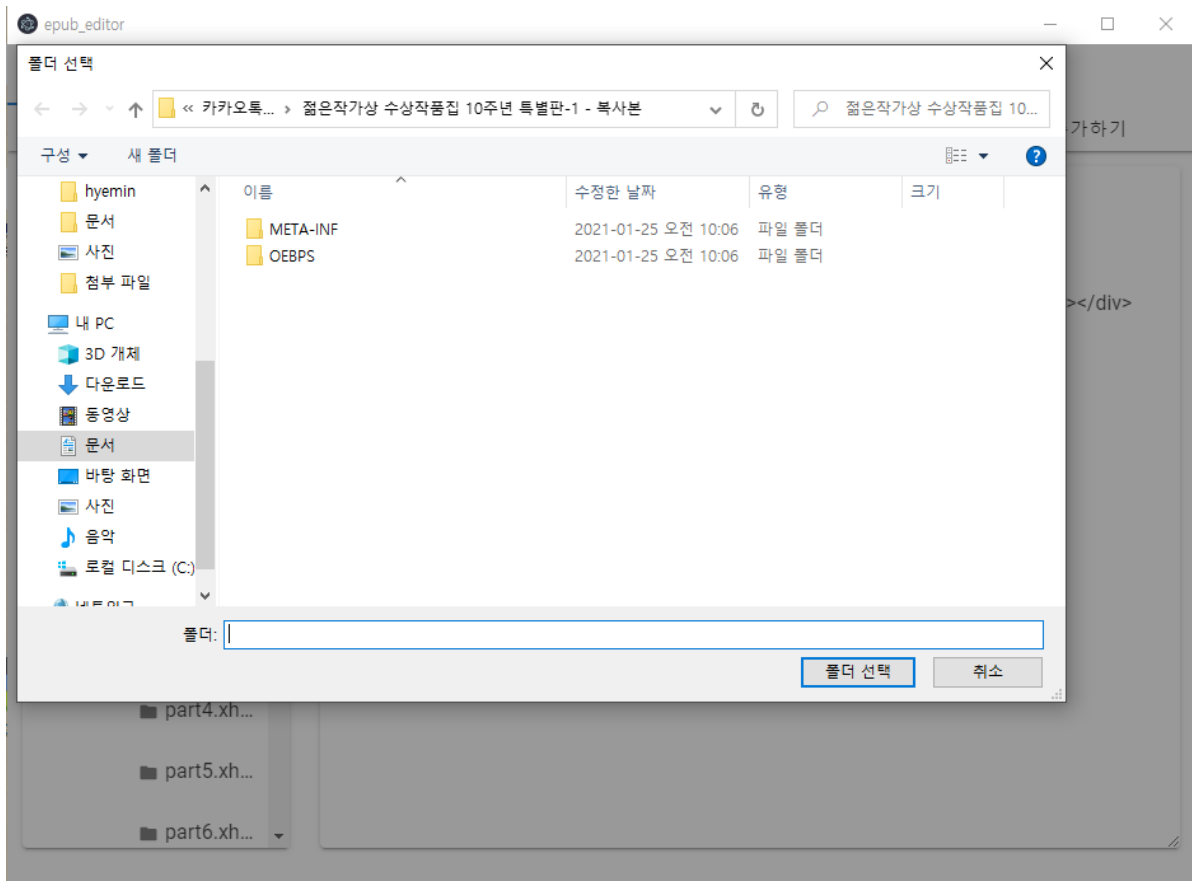 epub_editor
폴더 선택
« 카카오톡... › 젊은작가상 수상작품집 10주년 특별판-1 - 복사본
젊은작가상 수상작품집 10...
가하기
구성 새 폴더
이름 수정한 날짜 유형 크기
META-INF 2021-01-25 오전 10:06 파일 폴더
OEBPS 2021-01-25 오전 10:06 파일 폴더
hyemin
문서
사진
첨부 파일
내 PC
3D 개체
다운로드
동영상
문서
바탕 화면
사진
음악
로컬 디스크 (C:)
></div>
폴더:
폴더 선택 취소
part4.xh...
part5.xh...
part6.xh...